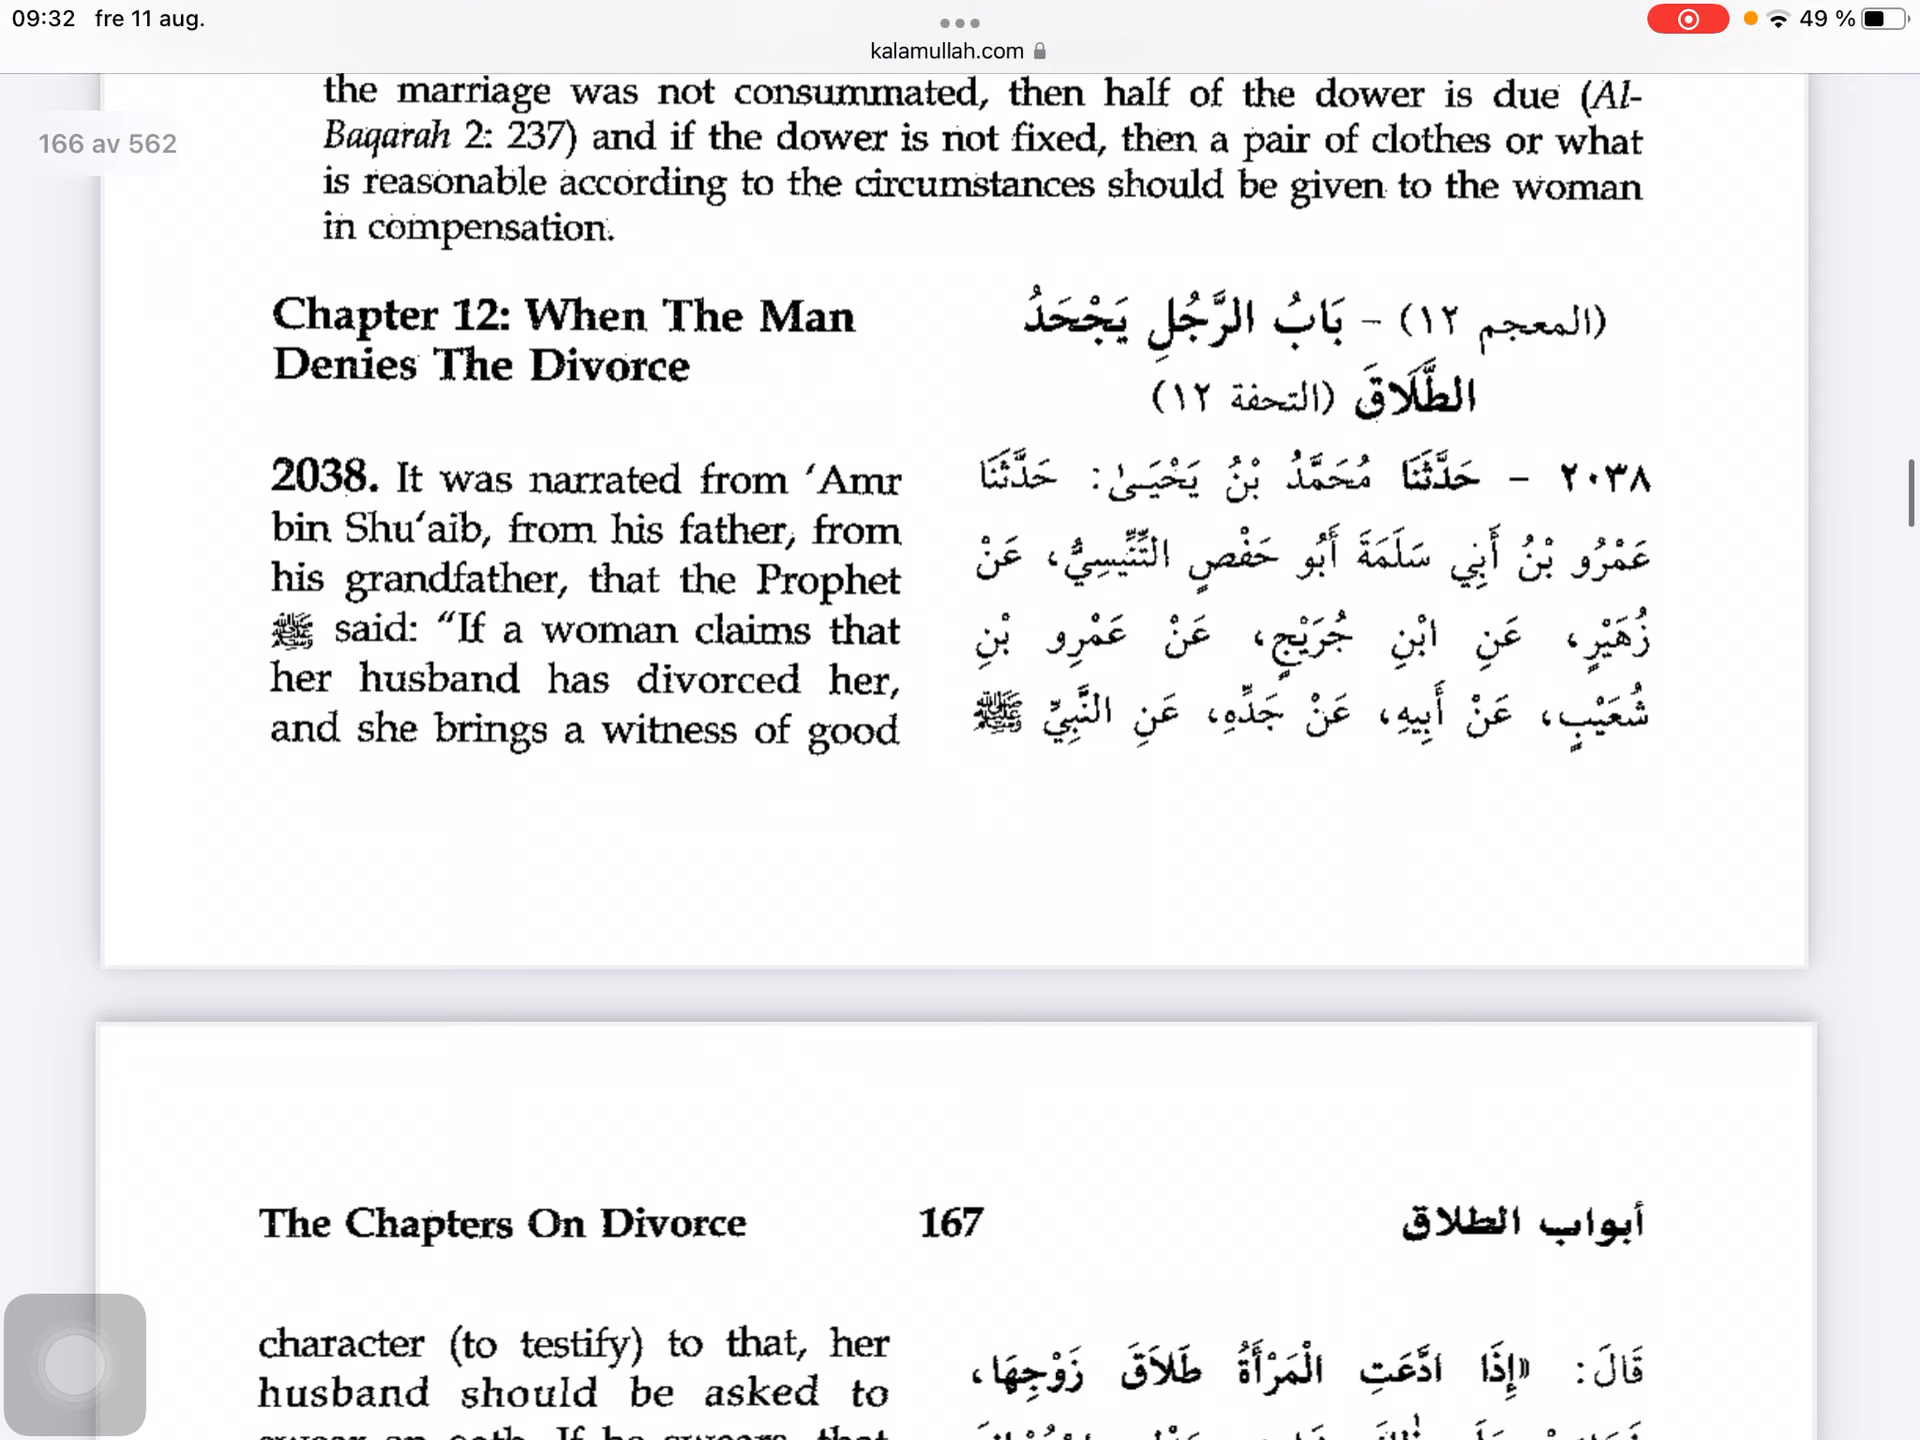 09:32 fre 11 aug.
49 %
kalamullah.com
166 av 562
the marriage was not consummated, then half of the dower is due (Al-
Baqarah 2: 237) and if the dower is not fixed, then a pair of clothes or what
is reasonable according to the circumstances should be given to the woman
in compensation.
Chapter 12: When The Man
Denies The Divorce
(المعجم ١٢) - بَابُ الرَّجُلِ يَجْحَدُ
الطَّلَاقَ (التحفة ١٢)
2038. It was narrated from ‘Amr
bin Shu‘aib, from his father, from
his grandfather, that the Prophet
ﷺ said: “If a woman claims that
her husband has divorced her,
and she brings a witness of good
٢٠٣٨ - حَدَّثَنَا مُحَمَّدُ بْنُ يَحْيَىٰ: حَدَّثَنَا
عَمْرُو بْنُ أَبِي سَلَمَةَ أَبُو حَفْصٍ التِّنِّيسِيُّ، عَنْ
زُهَيْرٍ، عَنِ ابْنِ جُرَيْجٍ، عَنْ عَمْرِو بْنِ
شُعَيْبٍ، عَنْ أَبِيهِ، عَنْ جَدِّهِ، عَنِ النَّبِيِّ ﷺ
The Chapters On Divorce 167 أبواب الطلاق
character (to testify) to that, her
husband should be asked to
swear an oath. If he swears, that
قَالَ: «إِذَا ادَّعَتِ الْمَرْأَةُ طَلَاقَ زَوْجِهَا،